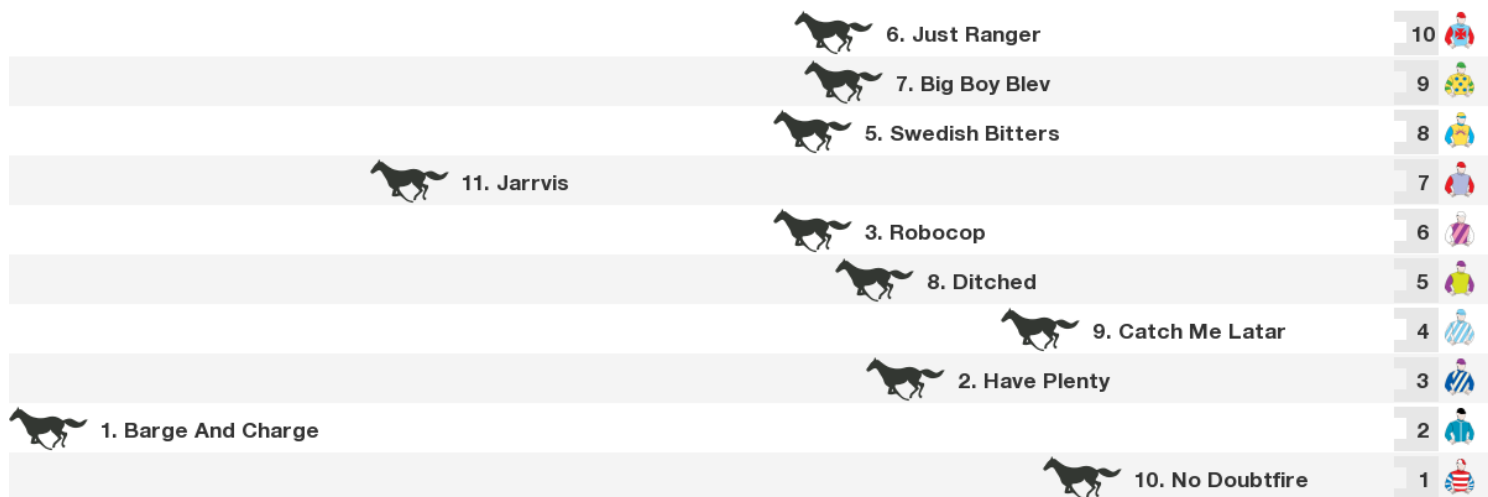 6. Just Ranger 10
7. Big Boy Blev 9
5. Swedish Bitters 8
11. Jarrvis 7
3. Robocop 6
8. Ditched 5
9. Catch Me Latar 4
2. Have Plenty 3
1. Barge And Charge 2
10. No Doubtfire 1